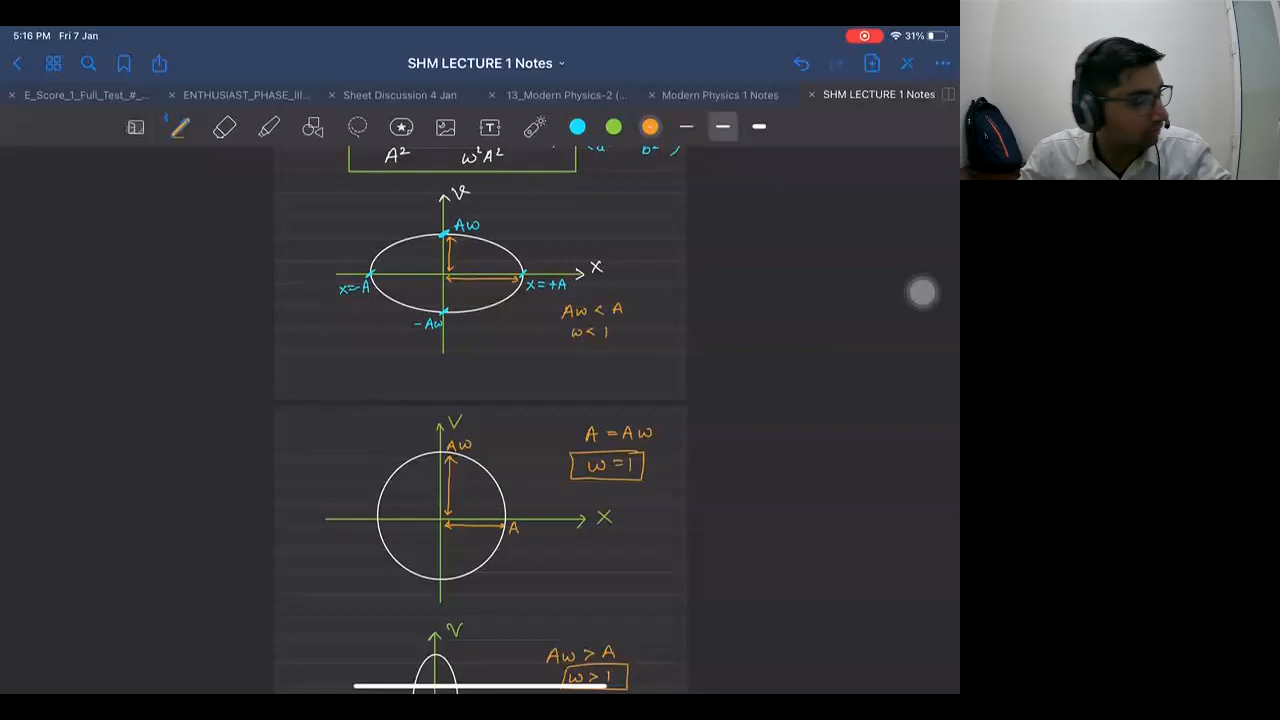 5:16 PM Fri 7 Jan
31%
SHM LECTURE 1 Notes
E_Score_1_Full_Test_#_...
ENTHUSIAST_PHASE_III...
Sheet Discussion 4 Jan
13_Modern Physics-2 (...
Modern Physics 1 Notes
SHM LECTURE 1 Notes
A² ω²A²
b²
v
Aω
X
x=-A
x=+A
-Aω
Aω < A
ω < 1
V
Aω
A = Aω
ω = 1
X
A
V
Aω > A
ω > 1